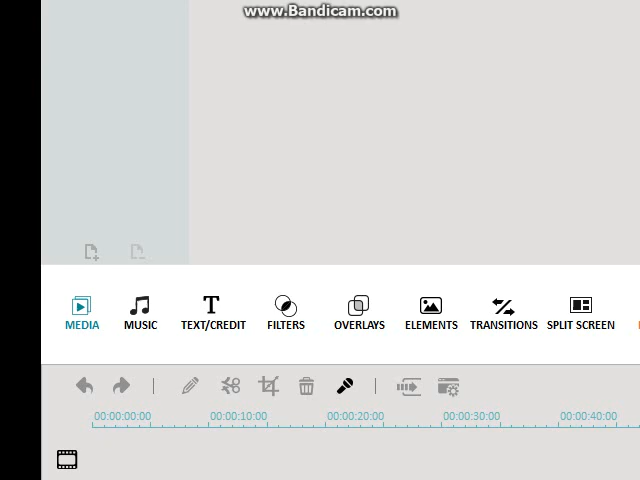 www.Bandicam.com
MEDIA MUSIC TEXT/CREDIT FILTERS OVERLAYS ELEMENTS TRANSITIONS SPLIT SCREEN
00:00:00:00 00:00:10:00 00:00:20:00 00:00:30:00 00:00:40:00